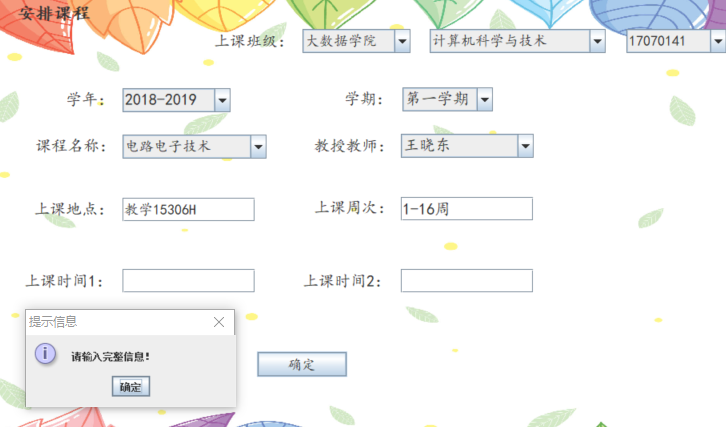 安排课程
上课班级： 大数据学院 计算机科学与技术 17070141
学年： 2018-2019 学期： 第一学期
课程名称： 电路电子技术 教授教师： 王晓东
上课地点： 教学15306H 上课周次： 1-16周
上课时间1： 上课时间2：
提示信息
请输入完整信息！
确定
确定